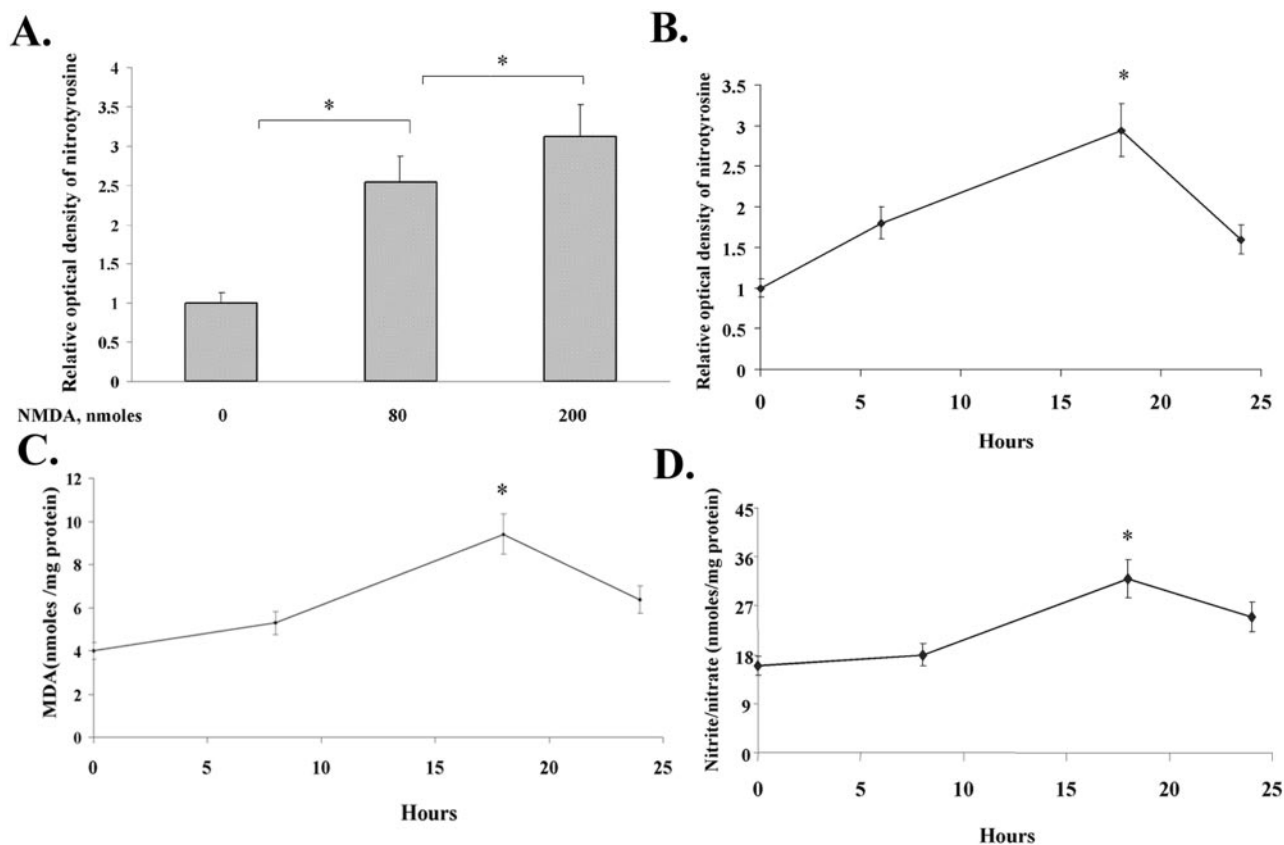 A.
Relative optical density of nitrotyrosine
4
3.5
3
2.5
2
1.5
1
0.5
0
*
*
NMDA, nmoles 0 80 200
B.
Relative optical density of nitrotyrosine
3.5
3
2.5
2
1.5
1
0.5
0
*
0 5 10 15 20 25
Hours
C.
MDA(nmoles /mg protein)
12
10
8
6
4
2
0
*
0 5 10 15 20 25
Hours
D.
Nitrite/nitrate (nmoles/mg protein)
45
36
27
18
9
0
*
0 5 10 15 20 25
Hours